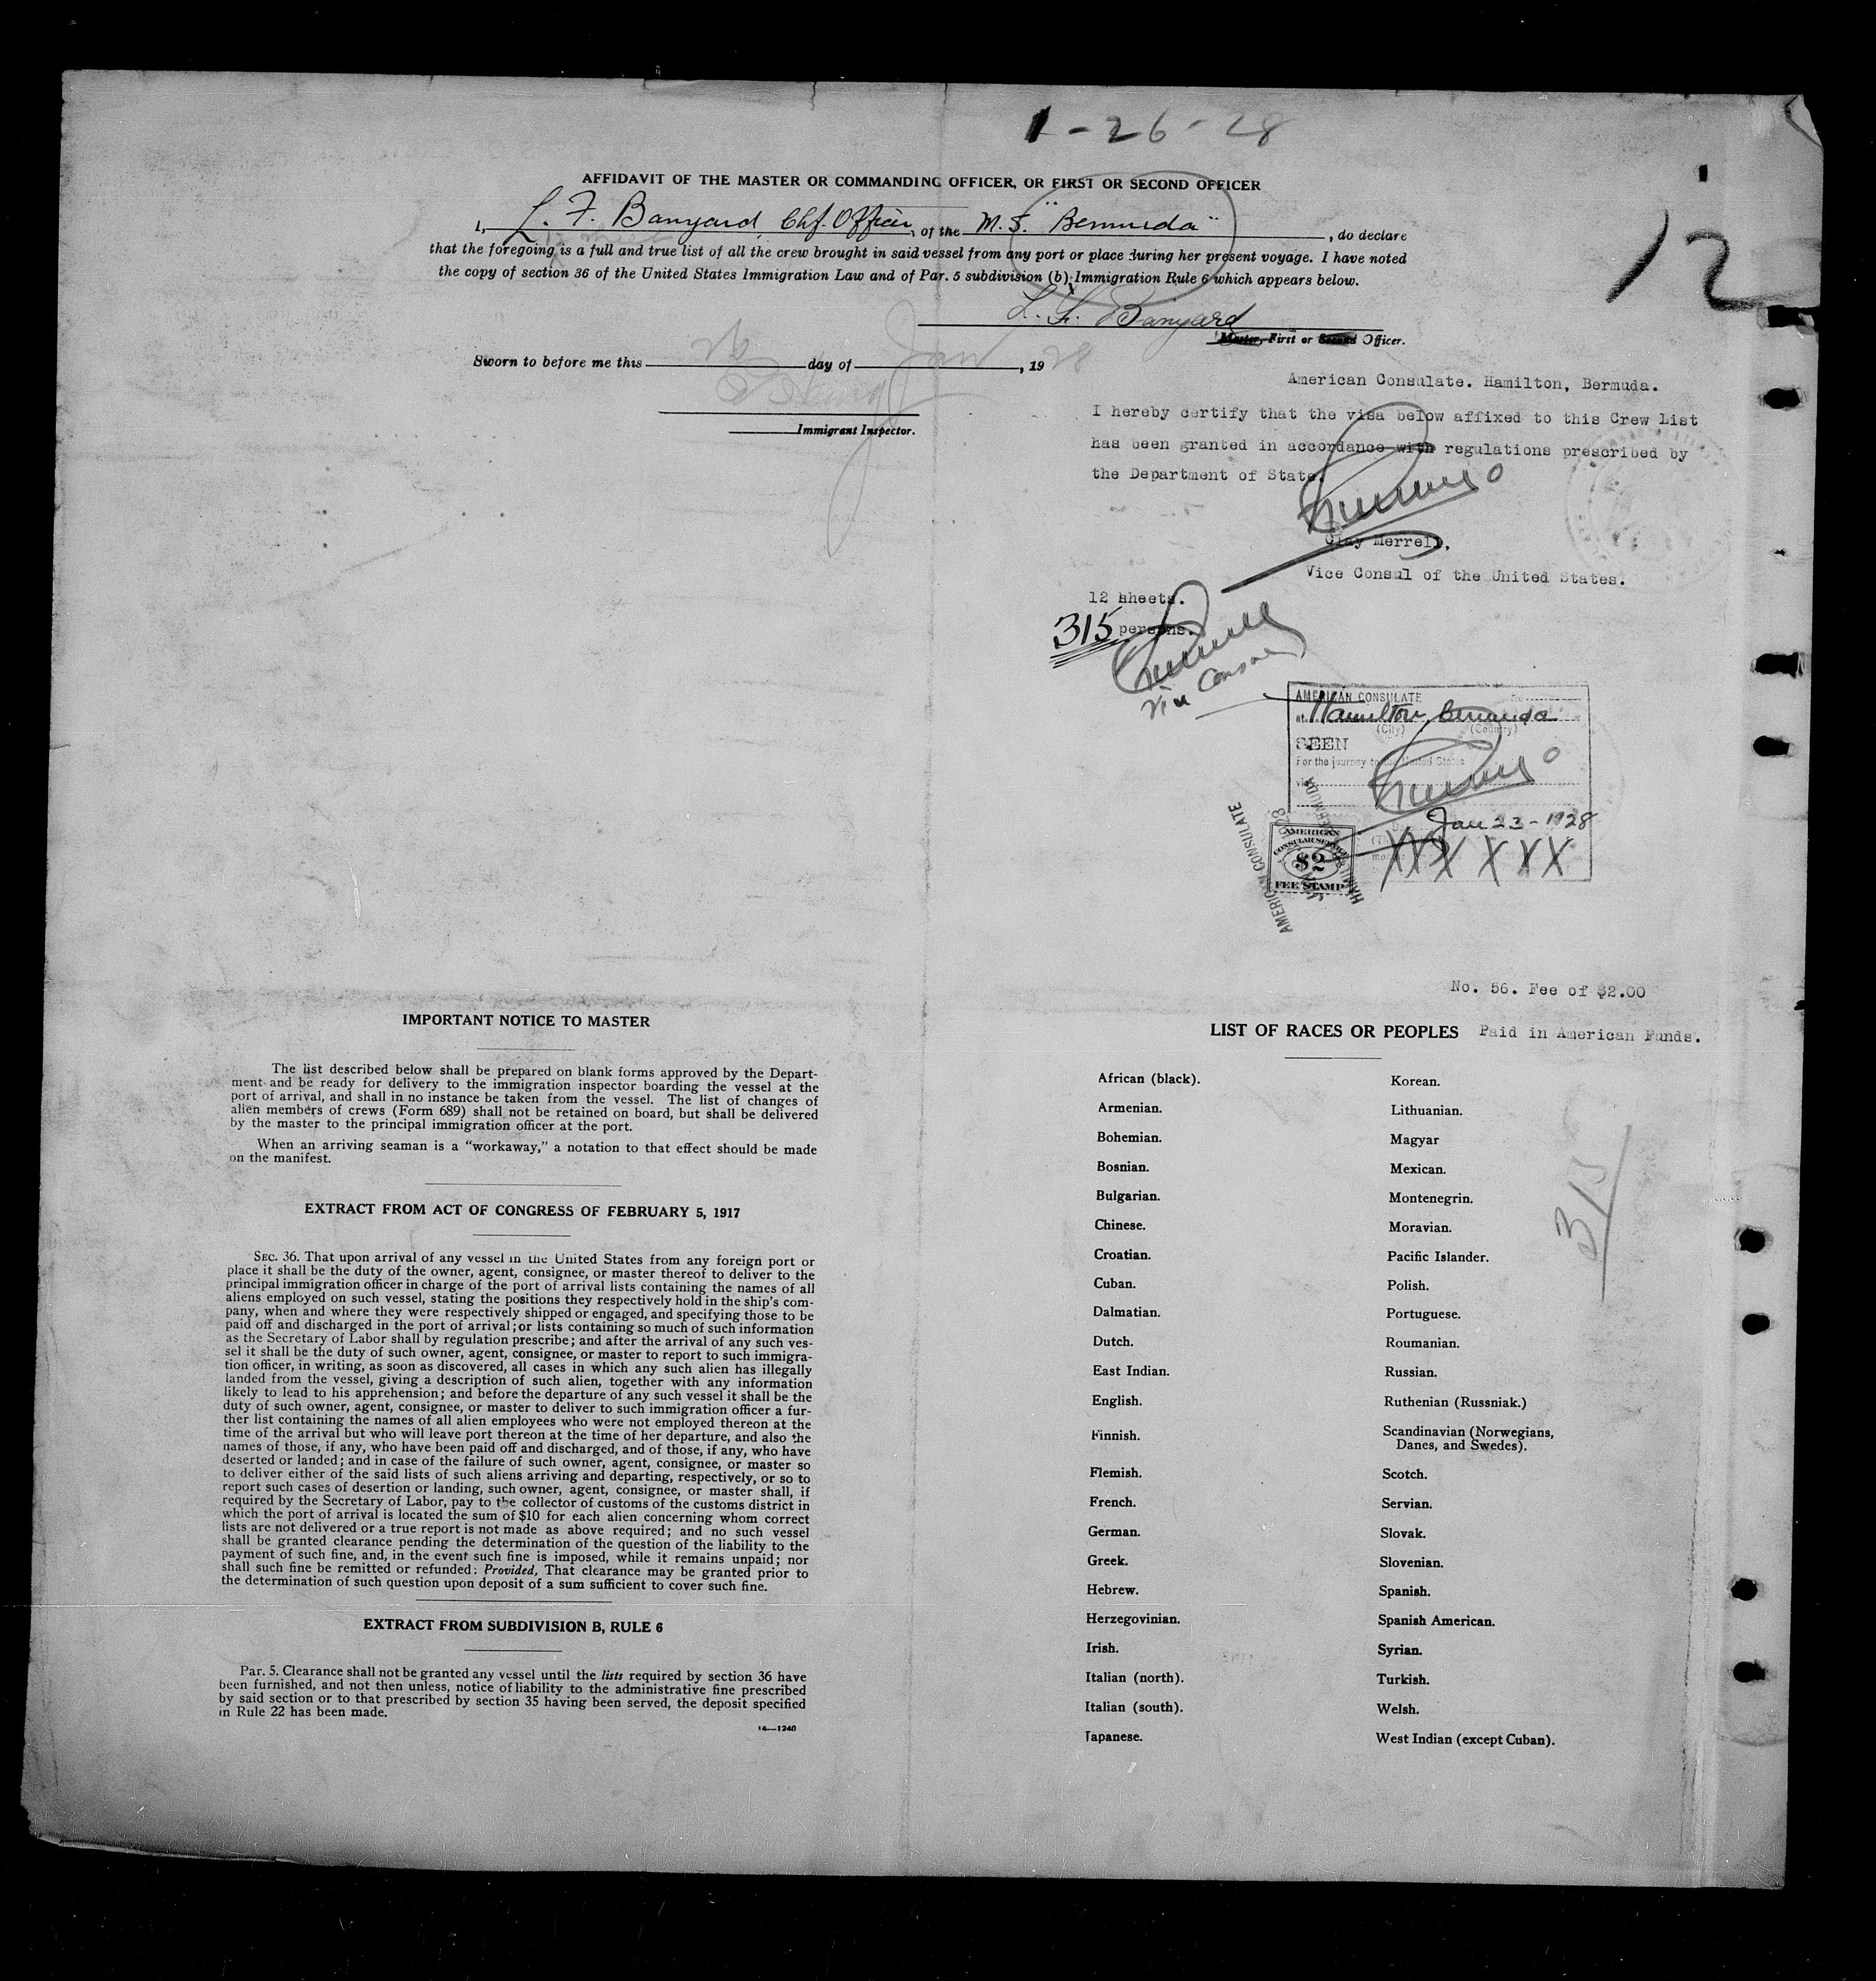 1-26-28
12
AFFIDAVIT OF THE MASTER OR COMMANDING OFFICER, OR FIRST OR SECOND OFFICER
I, L. F. Banyard, Chf. Officer, of the M.S. "Bermuda", do declare
that the foregoing is a full and true list of all the crew brought in said vessel from any port or place during her present voyage. I have noted
the copy of section 36 of the United States Immigration Law and of Par. 5 subdivision (b), Immigration Rule 6 which appears below.
L. F. Banyard
Master, First or Second Officer.
Sworn to before me this 26 day of Jan, 1928
Immigrant Inspector.
American Consulate. Hamilton, Bermuda.
I hereby certify that the visa below affixed to this Crew List
has been granted in accordance with regulations prescribed by
the Department of State.
Clay Merrell,
Vice Consul of the United States.
12 sheets.
315 persons.
Vice Consul
AMERICAN CONSULATE
at Hamilton, Bermuda
(City) (Country)
SEEN
For the journey to the United States
via
Jan 23-1928
XXX XXX
AMERICAN
CONSULAR SERVICE
$2
FEE STAMP
AMERICAN CONSULATE
HAMILTON BERMUDA
No. 56. Fee of $2.00
Paid in American Funds.
IMPORTANT NOTICE TO MASTER
The list described below shall be prepared on blank forms approved by the Depart-
ment and be ready for delivery to the immigration inspector boarding the vessel at the
port of arrival, and shall in no instance be taken from the vessel. The list of changes of
alien members of crews (Form 689) shall not be retained on board, but shall be delivered
by the master to the principal immigration officer at the port.
When an arriving seaman is a "workaway," a notation to that effect should be made
on the manifest.
EXTRACT FROM ACT OF CONGRESS OF FEBRUARY 5, 1917
SEC. 36. That upon arrival of any vessel in the United States from any foreign port or
place it shall be the duty of the owner, agent, consignee, or master thereof to deliver to the
principal immigration officer in charge of the port of arrival lists containing the names of all
aliens employed on such vessel, stating the positions they respectively hold in the ship's com-
pany, when and where they were respectively shipped or engaged, and specifying those to be
paid off and discharged in the port of arrival; or lists containing so much of such information
as the Secretary of Labor shall by regulation prescribe; and after the arrival of any such ves-
sel it shall be the duty of such owner, agent, consignee, or master to report to such immigra-
tion officer, in writing, as soon as discovered, all cases in which any such alien has illegally
landed from the vessel, giving a description of such alien, together with any information
likely to lead to his apprehension; and before the departure of any such vessel it shall be the
duty of such owner, agent, consignee, or master to deliver to such immigration officer a fur-
ther list containing the names of all alien employees who were not employed thereon at the
time of the arrival but who will leave port thereon at the time of her departure, and also the
names of those, if any, who have been paid off and discharged, and of those, if any, who have
deserted or landed; and in case of the failure of such owner, agent, consignee, or master so
to deliver either of the said lists of such aliens arriving and departing, respectively, or so to
report such cases of desertion or landing, such owner, agent, consignee, or master shall, if
required by the Secretary of Labor, pay to the collector of customs of the customs district in
which the port of arrival is located the sum of $10 for each alien concerning whom correct
lists are not delivered or a true report is not made as above required; and no such vessel
shall be granted clearance pending the determination of the question of the liability to the
payment of such fine, and, in the event such fine is imposed, while it remains unpaid; nor
shall such fine be remitted or refunded: Provided, That clearance may be granted prior to
the determination of such question upon deposit of a sum sufficient to cover such fine.
EXTRACT FROM SUBDIVISION B, RULE 6
Par. 5. Clearance shall not be granted any vessel until the lists required by section 36 have
been furnished, and not then unless, notice of liability to the administrative fine prescribed
by said section or to that prescribed by section 35 having been served, the deposit specified
in Rule 22 has been made.
14—1240
LIST OF RACES OR PEOPLES
African (black).
Armenian.
Bohemian.
Bosnian.
Bulgarian.
Chinese.
Croatian.
Cuban.
Dalmatian.
Dutch.
East Indian.
English.
Finnish.
Flemish.
French.
German.
Greek.
Hebrew.
Herzegovinian.
Irish.
Italian (north).
Italian (south).
Japanese.
Korean.
Lithuanian.
Magyar
Mexican.
Montenegrin.
Moravian.
Pacific Islander.
Polish.
Portuguese.
Roumanian.
Russian.
Ruthenian (Russniak.)
Scandinavian (Norwegians,
Danes, and Swedes).
Scotch.
Servian.
Slovak.
Slovenian.
Spanish.
Spanish American.
Syrian.
Turkish.
Welsh.
West Indian (except Cuban).
315